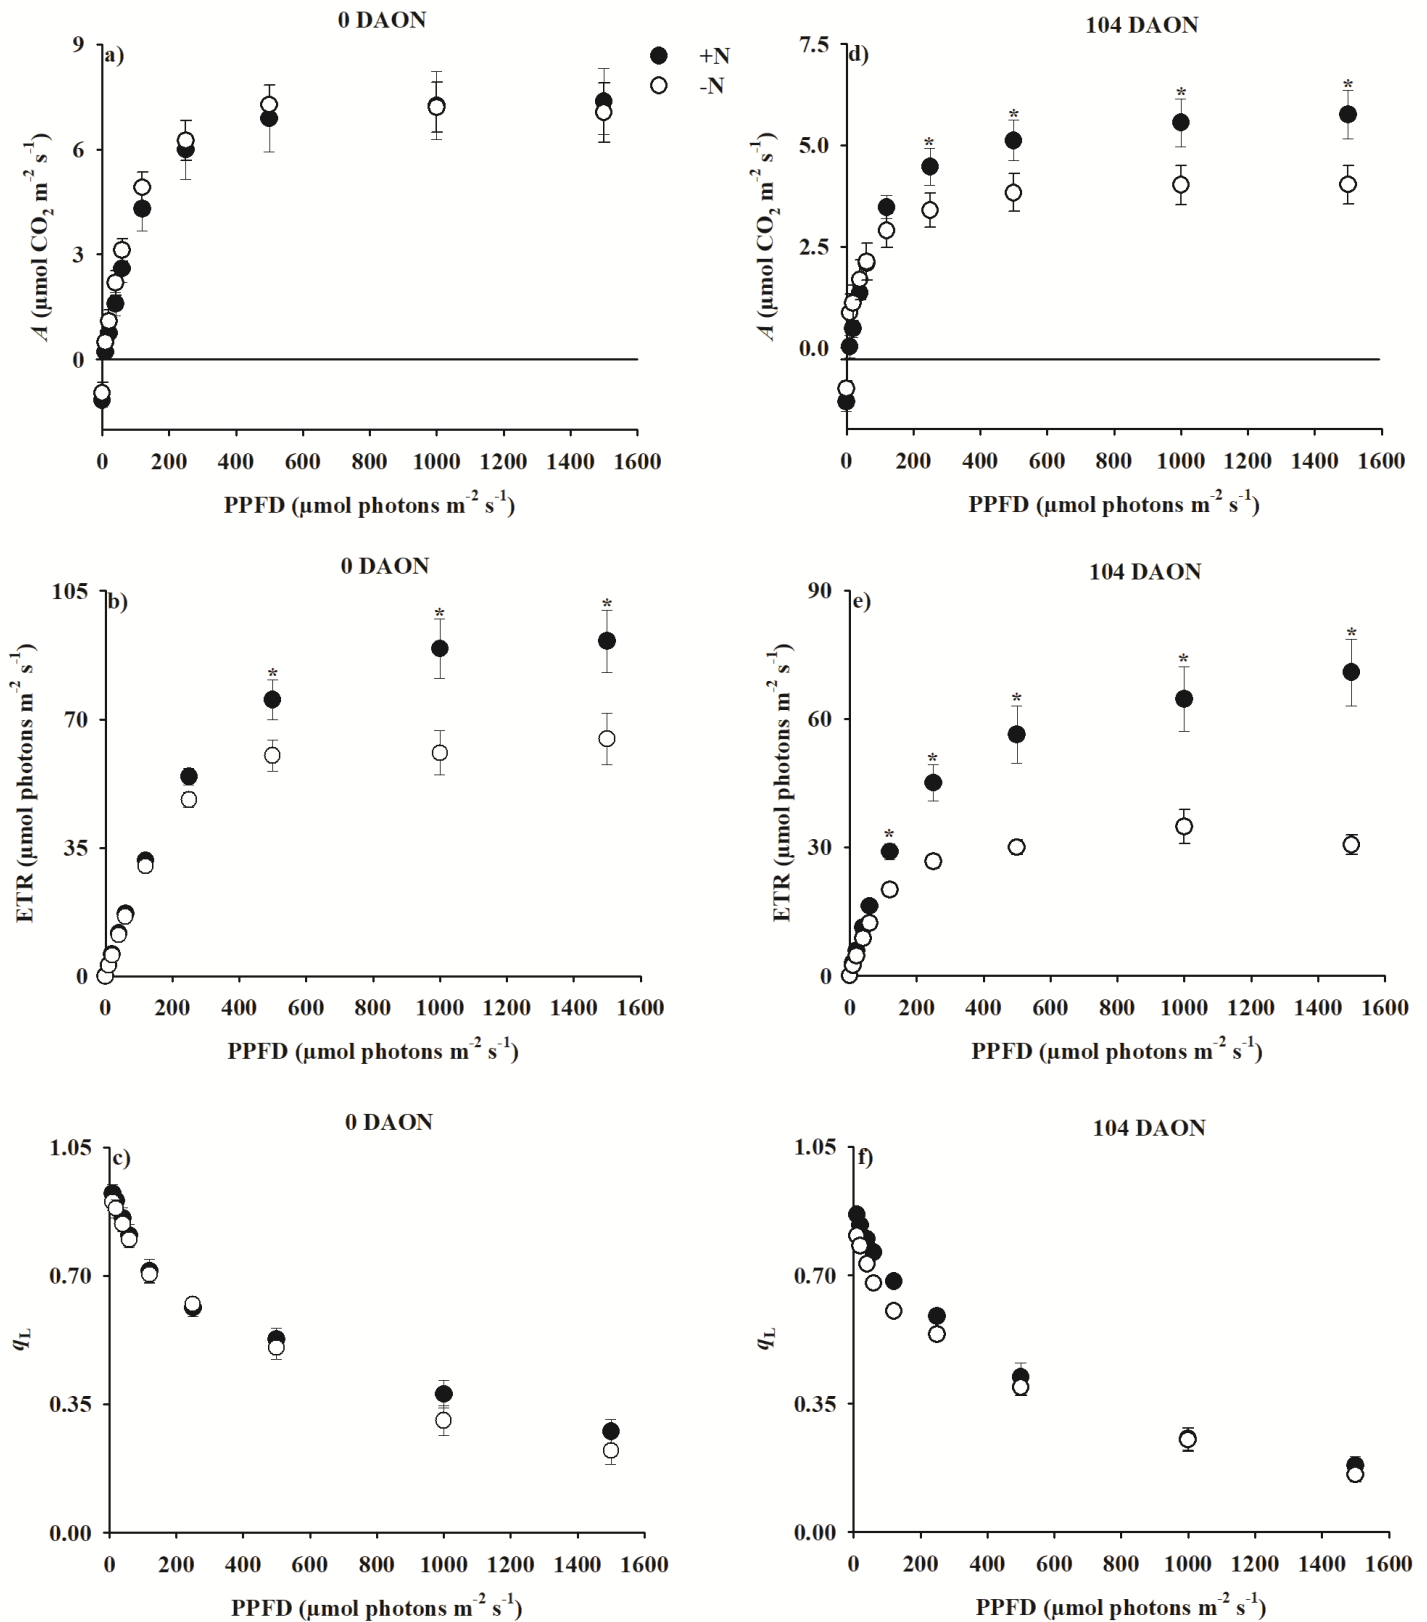 0 DAON
a)
+N
-N
9
6
3
0
A (µmol CO2 m-2 s-1)
0 200 400 600 800 1000 1200 1400 1600
PPFD (µmol photons m-2 s-1)
104 DAON
d)
7.5
5.0
2.5
0.0
A (µmol CO2 m-2 s-1)
* * * *
0 200 400 600 800 1000 1200 1400 1600
PPFD (µmol photons m-2 s-1)
0 DAON
b)
105
70
35
0
ETR (µmol photons m-2 s-1)
* * *
0 200 400 600 800 1000 1200 1400 1600
PPFD (µmol photons m-2 s-1)
104 DAON
e)
90
60
30
0
ETR (µmol photons m-2 s-1)
* * * * *
0 200 400 600 800 1000 1200 1400 1600
PPFD (µmol photons m-2 s-1)
0 DAON
c)
1.05
0.70
0.35
0.00
qL
0 200 400 600 800 1000 1200 1400 1600
PPFD (µmol photons m-2 s-1)
104 DAON
f)
1.05
0.70
0.35
0.00
qL
0 200 400 600 800 1000 1200 1400 1600
PPFD (µmol photons m-2 s-1)